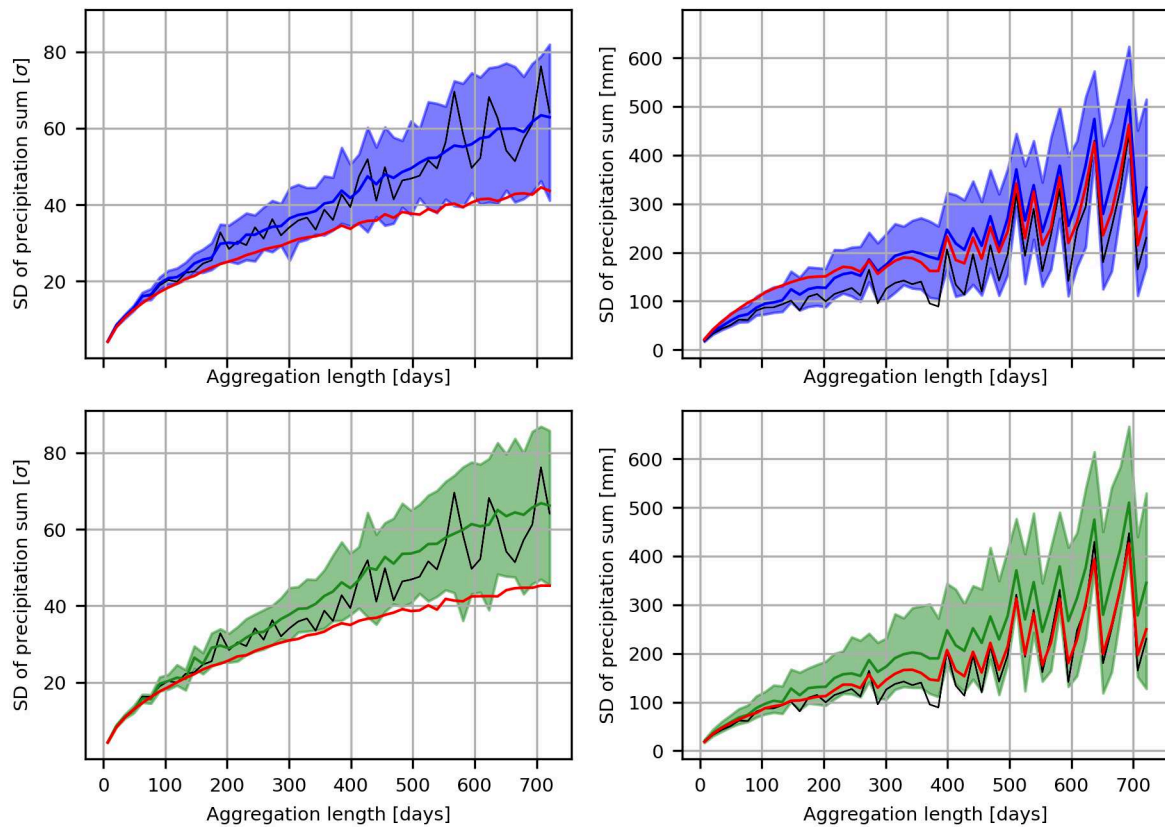 SD of precipitation sum [σ]
80
60
40
20
Aggregation length [days]
SD of precipitation sum [mm]
600
500
400
300
200
100
0
Aggregation length [days]
SD of precipitation sum [σ]
80
60
40
20
0 100 200 300 400 500 600 700
Aggregation length [days]
SD of precipitation sum [mm]
600
500
400
300
200
100
0
0 100 200 300 400 500 600 700
Aggregation length [days]